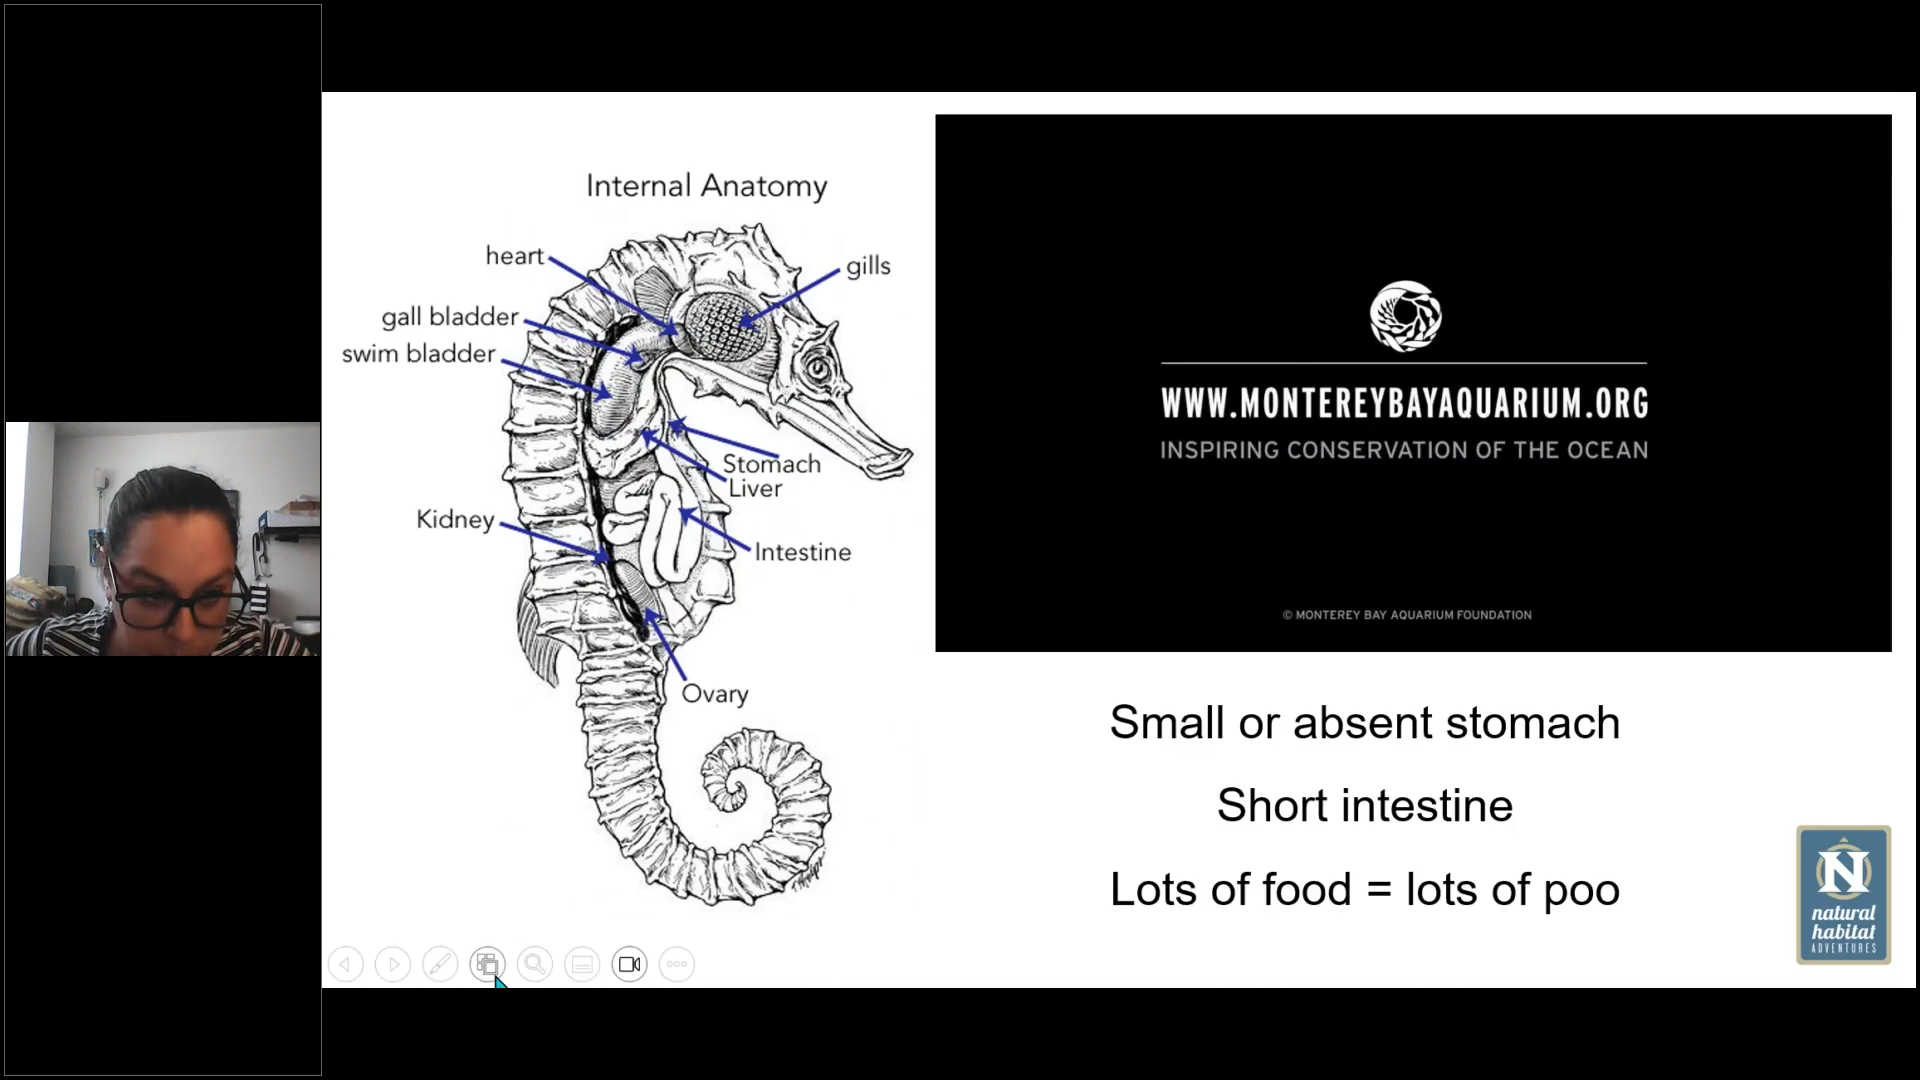 Internal Anatomy
heart
gills
gall bladder
swim bladder
Stomach
Liver
Kidney
Intestine
Ovary
WWW.MONTEREYBAYAQUARIUM.ORG
INSPIRING CONSERVATION OF THE OCEAN
© MONTEREY BAY AQUARIUM FOUNDATION
Small or absent stomach
Short intestine
Lots of food = lots of poo
N
natural
habitat
ADVENTURES